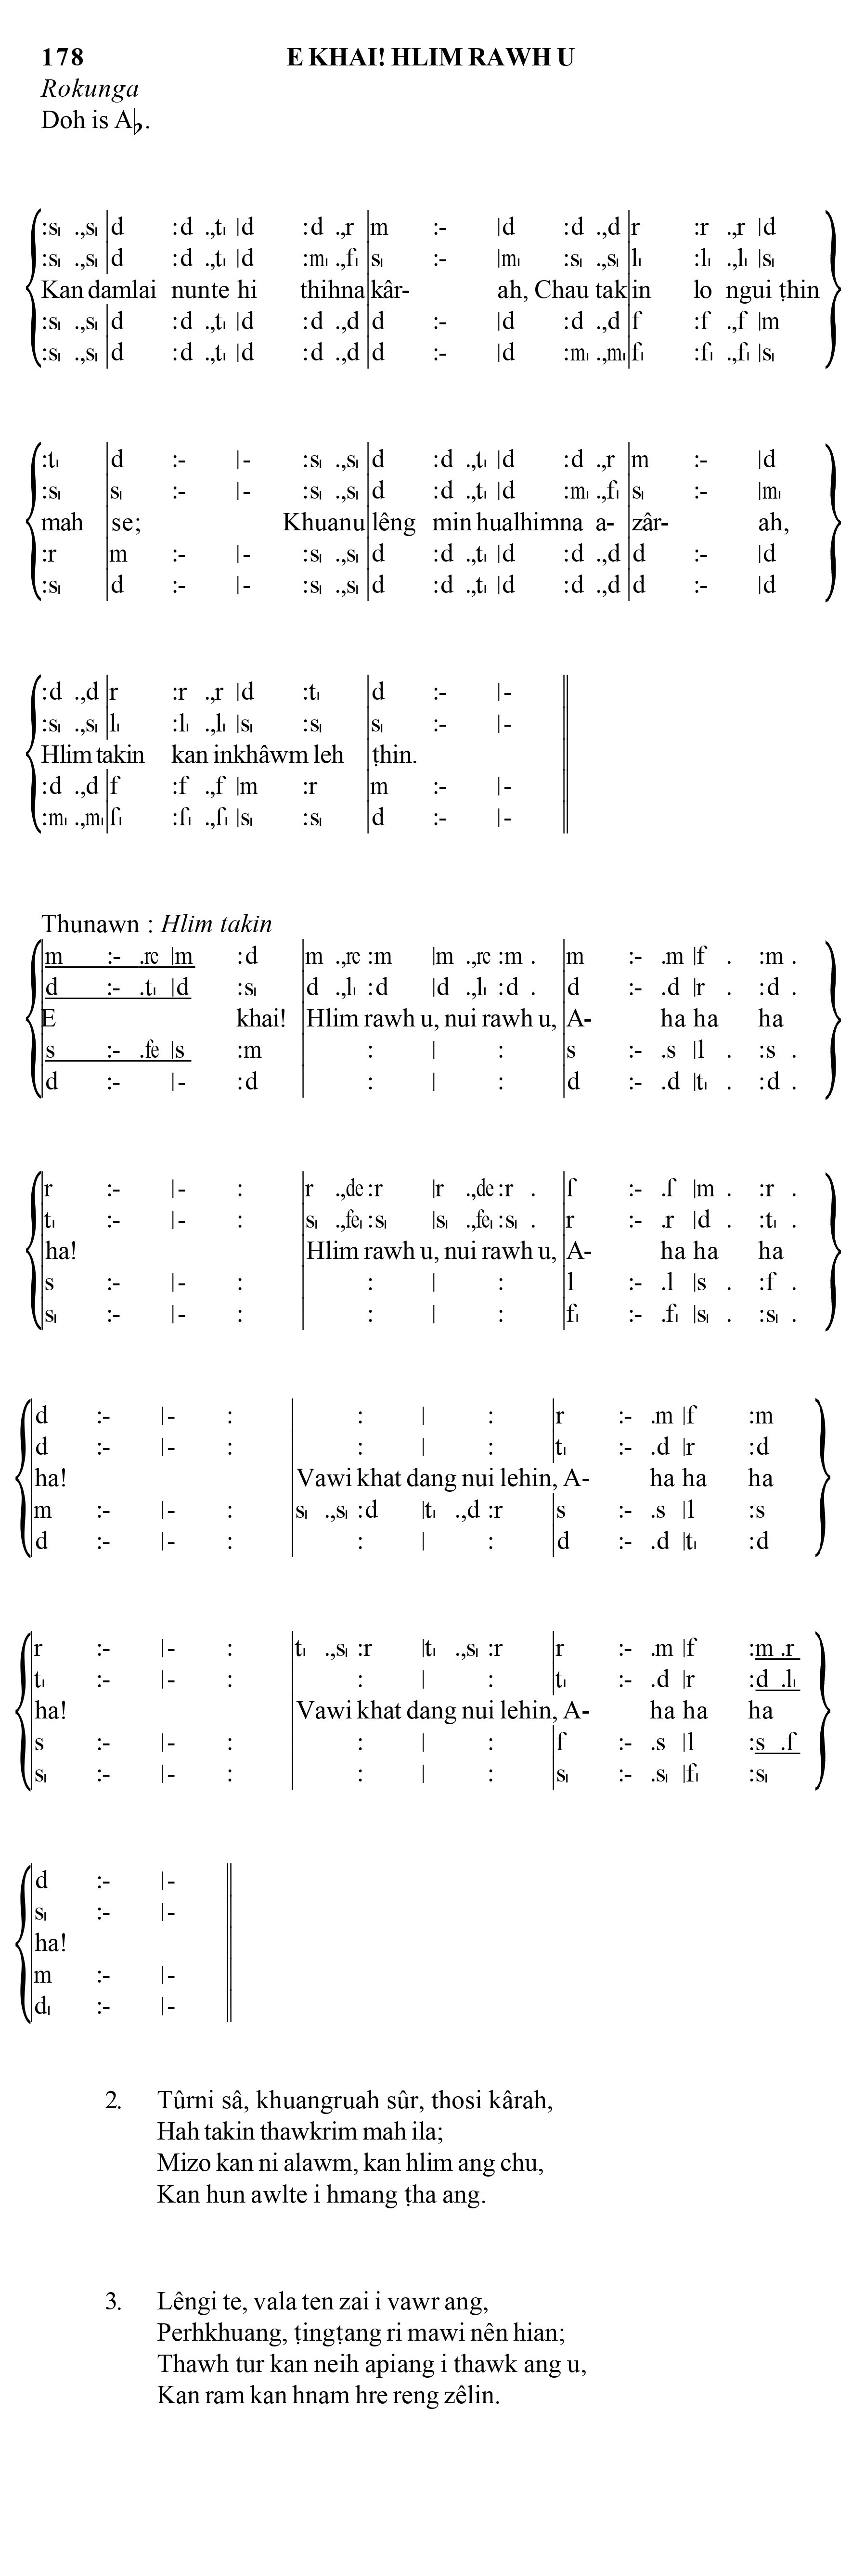 178 E KHAI! HLIM RAWH U
Rokunga
Doh is A♭.
:s₁ .,s₁ |d :d .,t₁ |d :d .,r |m :- |d :d .,d |r :r .,r |d
:s₁ .,s₁ |d :d .,t₁ |d :m₁ .,f₁ |s₁ :- |m₁ :s₁ .,s₁ |l₁ :l₁ .,l₁ |s₁
Kan damlai nunte hi thihna kâr- ah, Chau tak in lo ngui ṭhin
:s₁ .,s₁ |d :d .,t₁ |d :d .,d |d :- |d :d .,d |f :f .,f |m
:s₁ .,s₁ |d :d .,t₁ |d :d .,d |d :- |d :m₁ .,m₁ |f₁ :f₁ .,f₁ |s₁
:t₁ |d :- |- :s₁ .,s₁ |d :d .,t₁ |d :d .,r |m :- |d
:s₁ |s₁ :- |- :s₁ .,s₁ |d :d .,t₁ |d :m₁ .,f₁ |s₁ :- |m₁
mah se; Khuanu lêng min hualhimna a- zâr- ah,
:r |m :- |- :s₁ .,s₁ |d :d .,t₁ |d :d .,d |d :- |d
:s₁ |d :- |- :s₁ .,s₁ |d :d .,t₁ |d :d .,d |d :- |d
:d .,d |r :r .,r |d :t₁ |d :- |- ||
:s₁ .,s₁ |l₁ :l₁ .,l₁ |s₁ :s₁ |s₁ :- |- ||
Hlim takin kan inkhâwm leh ṭhin.
:d .,d |f :f .,f |m :r |m :- |- ||
:m₁ .,m₁ |f₁ :f₁ .,f₁ |s₁ :s₁ |d :- |- ||
Thunawn : Hlim takin
|m :- .re |m :d |m .,re :m |m .,re :m . |m :- .m |f . :m .
|d :- .t₁ |d :s₁ |d .,l₁ :d |d .,l₁ :d . |d :- .d |r . :d .
E khai! Hlim rawh u, nui rawh u, A- ha ha ha
|s :- .fe |s :m | : | : |s :- .s |l . :s .
|d :- |- :d | : | : |d :- .d |t₁ . :d .
|r :- |- : |r .,de :r |r .,de :r . |f :- .f |m . :r .
|t₁ :- |- : |s₁ .,fe₁ :s₁ |s₁ .,fe₁ :s₁ . |r :- .r |d . :t₁ .
ha! Hlim rawh u, nui rawh u, A- ha ha ha
|s :- |- : | : | : |l :- .l |s . :f .
|s₁ :- |- : | : | : |f₁ :- .f₁ |s₁ . :s₁ .
|d :- |- : | : | : |r :- .m |f :m
|d :- |- : | : | : |t₁ :- .d |r :d
ha! Vawi khat dang nui lehin, A- ha ha ha
|m :- |- : |s₁ .,s₁ :d |t₁ .,d :r |s :- .s |l :s
|d :- |- : | : | : |d :- .d |t₁ :d
|r :- |- : |t₁ .,s₁ :r |t₁ .,s₁ :r |r :- .m |f :m .r
|t₁ :- |- : | : | : |t₁ :- .d |r :d .l₁
ha! Vawi khat dang nui lehin, A- ha ha ha
|s :- |- : | : | : |f :- .s |l :s .f
|s₁ :- |- : | : | : |s₁ :- .s₁ |f₁ :s₁
|d :- |- ||
|s₁ :- |- ||
ha!
|m :- |- ||
|d₁ :- |- ||
2. Tûrni sâ, khuangruah sûr, thosi kârah,
Hah takin thawkrim mah ila;
Mizo kan ni alawm, kan hlim ang chu,
Kan hun awlte i hmang ṭha ang.
3. Lêngi te, vala ten zai i vawr ang,
Perhkhuang, ṭingṭang ri mawi nên hian;
Thawh tur kan neih apiang i thawk ang u,
Kan ram kan hnam hre reng zêlin.